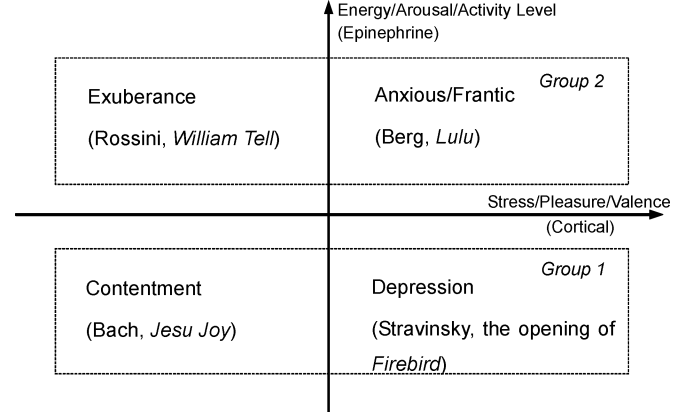 Energy/Arousal/Activity Level
(Epinephrine)
Group 2
Exuberance
(Rossini, William Tell)
Anxious/Frantic
(Berg, Lulu)
Stress/Pleasure/Valence
(Cortical)
Group 1
Contentment
(Bach, Jesu Joy)
Depression
(Stravinsky, the opening of
Firebird)